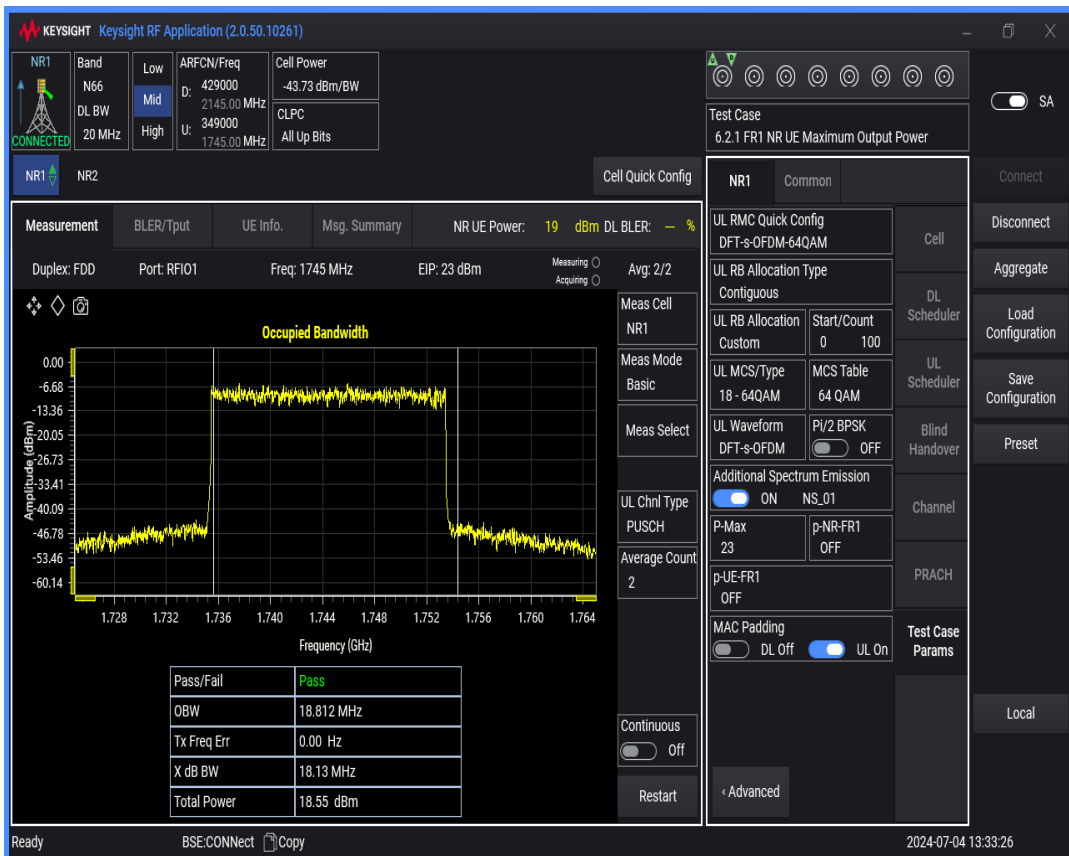 KEYSIGHT Keysight RF Application (2.0.50.10261)
NR1
CONNECTED
Band
N66
DL BW
20 MHz
Low
Mid
High
ARFCN/Freq
D: 429000
2145.00 MHz
U: 349000
1745.00 MHz
Cell Power
-43.73 dBm/BW
CLPC
All Up Bits
Test Case
6.2.1 FR1 NR UE Maximum Output Power
SA
NR1 NR2
Cell Quick Config
NR1 Common
Connect
Disconnect
Aggregate
Load Configuration
Save Configuration
Preset
Local
Measurement BLER/Tput UE Info. Msg. Summary NR UE Power: 19 dBm DL BLER: — %
Duplex: FDD Port: RFIO1 Freq: 1745 MHz EIP: 23 dBm Measuring Acquiring Avg: 2/2
Occupied Bandwidth
Amplitude (dBm)
0.00
-6.68
-13.36
-20.05
-26.73
-33.41
-40.09
-46.78
-53.46
-60.14
1.728 1.732 1.736 1.740 1.744 1.748 1.752 1.756 1.760 1.764
Frequency (GHz)
Pass/Fail Pass
OBW 18.812 MHz
Tx Freq Err 0.00 Hz
X dB BW 18.13 MHz
Total Power 18.55 dBm
Meas Cell
NR1
Meas Mode
Basic
Meas Select
UL Chnl Type
PUSCH
Average Count
2
Continuous
Off
Restart
UL RMC Quick Config
DFT-s-OFDM-64QAM
UL RB Allocation Type
Contiguous
UL RB Allocation Start/Count
Custom 0 100
UL MCS/Type MCS Table
18 - 64QAM 64 QAM
UL Waveform Pi/2 BPSK
DFT-s-OFDM OFF
Additional Spectrum Emission
ON NS_01
P-Max p-NR-FR1
23 OFF
p-UE-FR1
OFF
MAC Padding
DL Off UL On
‹ Advanced
Cell
DL Scheduler
UL Scheduler
Blind Handover
Channel
PRACH
Test Case Params
Ready BSE:CONNect Copy 2024-07-04 13:33:26